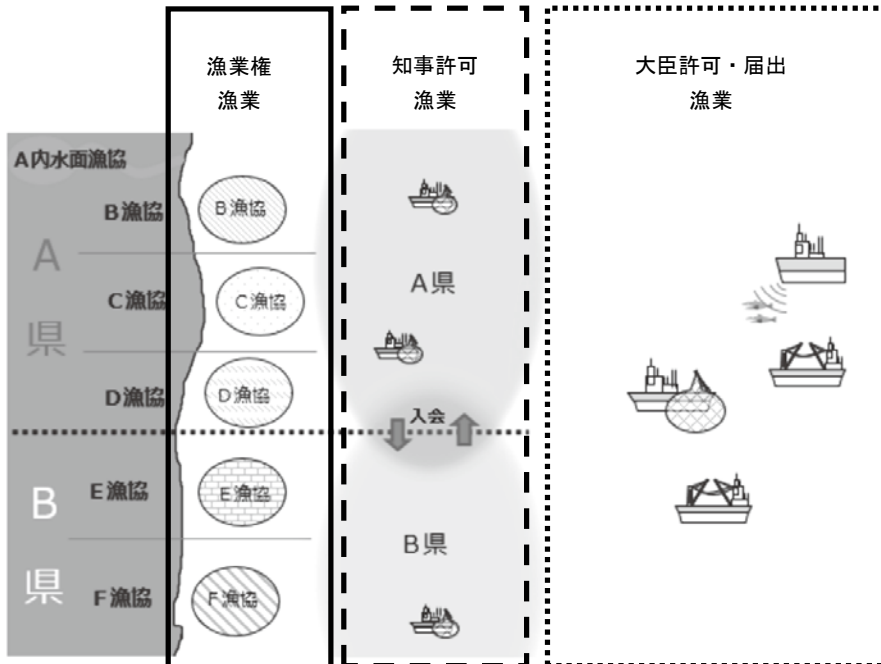 漁業権
漁業
知事許可
漁業
大臣許可・届出
漁業
A内水面漁協
B漁協
B漁協
A
県
A県
C漁協
C漁協
D漁協
D漁協
入会
B
県
E漁協
E漁協
B県
F漁協
F漁協